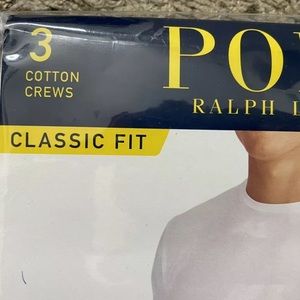 3
COTTON
CREWS
PO
RALPH L
CLASSIC FIT